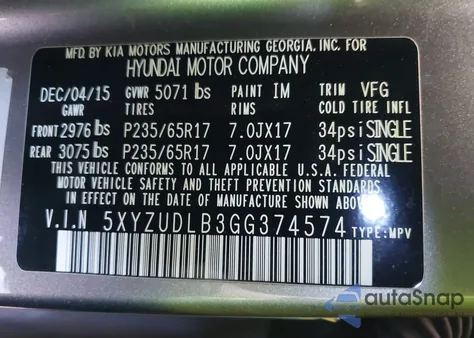 MFD. BY KIA MOTORS MANUFACTURING GEORGIA, INC. FOR
HYUNDAI MOTOR COMPANY
DEC/04/15 GVWR 5071 lbs PAINT IM TRIM VFG
GAWR TIRES RIMS COLD TIRE INFL
FRONT 2976 lbs P235/65R17 7.0JX17 34psi SINGLE
REAR 3075 lbs P235/65R17 7.0JX17 34psi SINGLE
THIS VEHICLE CONFORMS TO ALL APPLICABLE U.S.A. FEDERAL
MOTOR VEHICLE SAFETY AND THEFT PREVENTION STANDARDS
IN EFFECT ON THE DATE OF MANUFACTURE SHOWN ABOVE.
V.I.N 5XYZUDLB3GG374574 TYPE: MPV
autoSnap